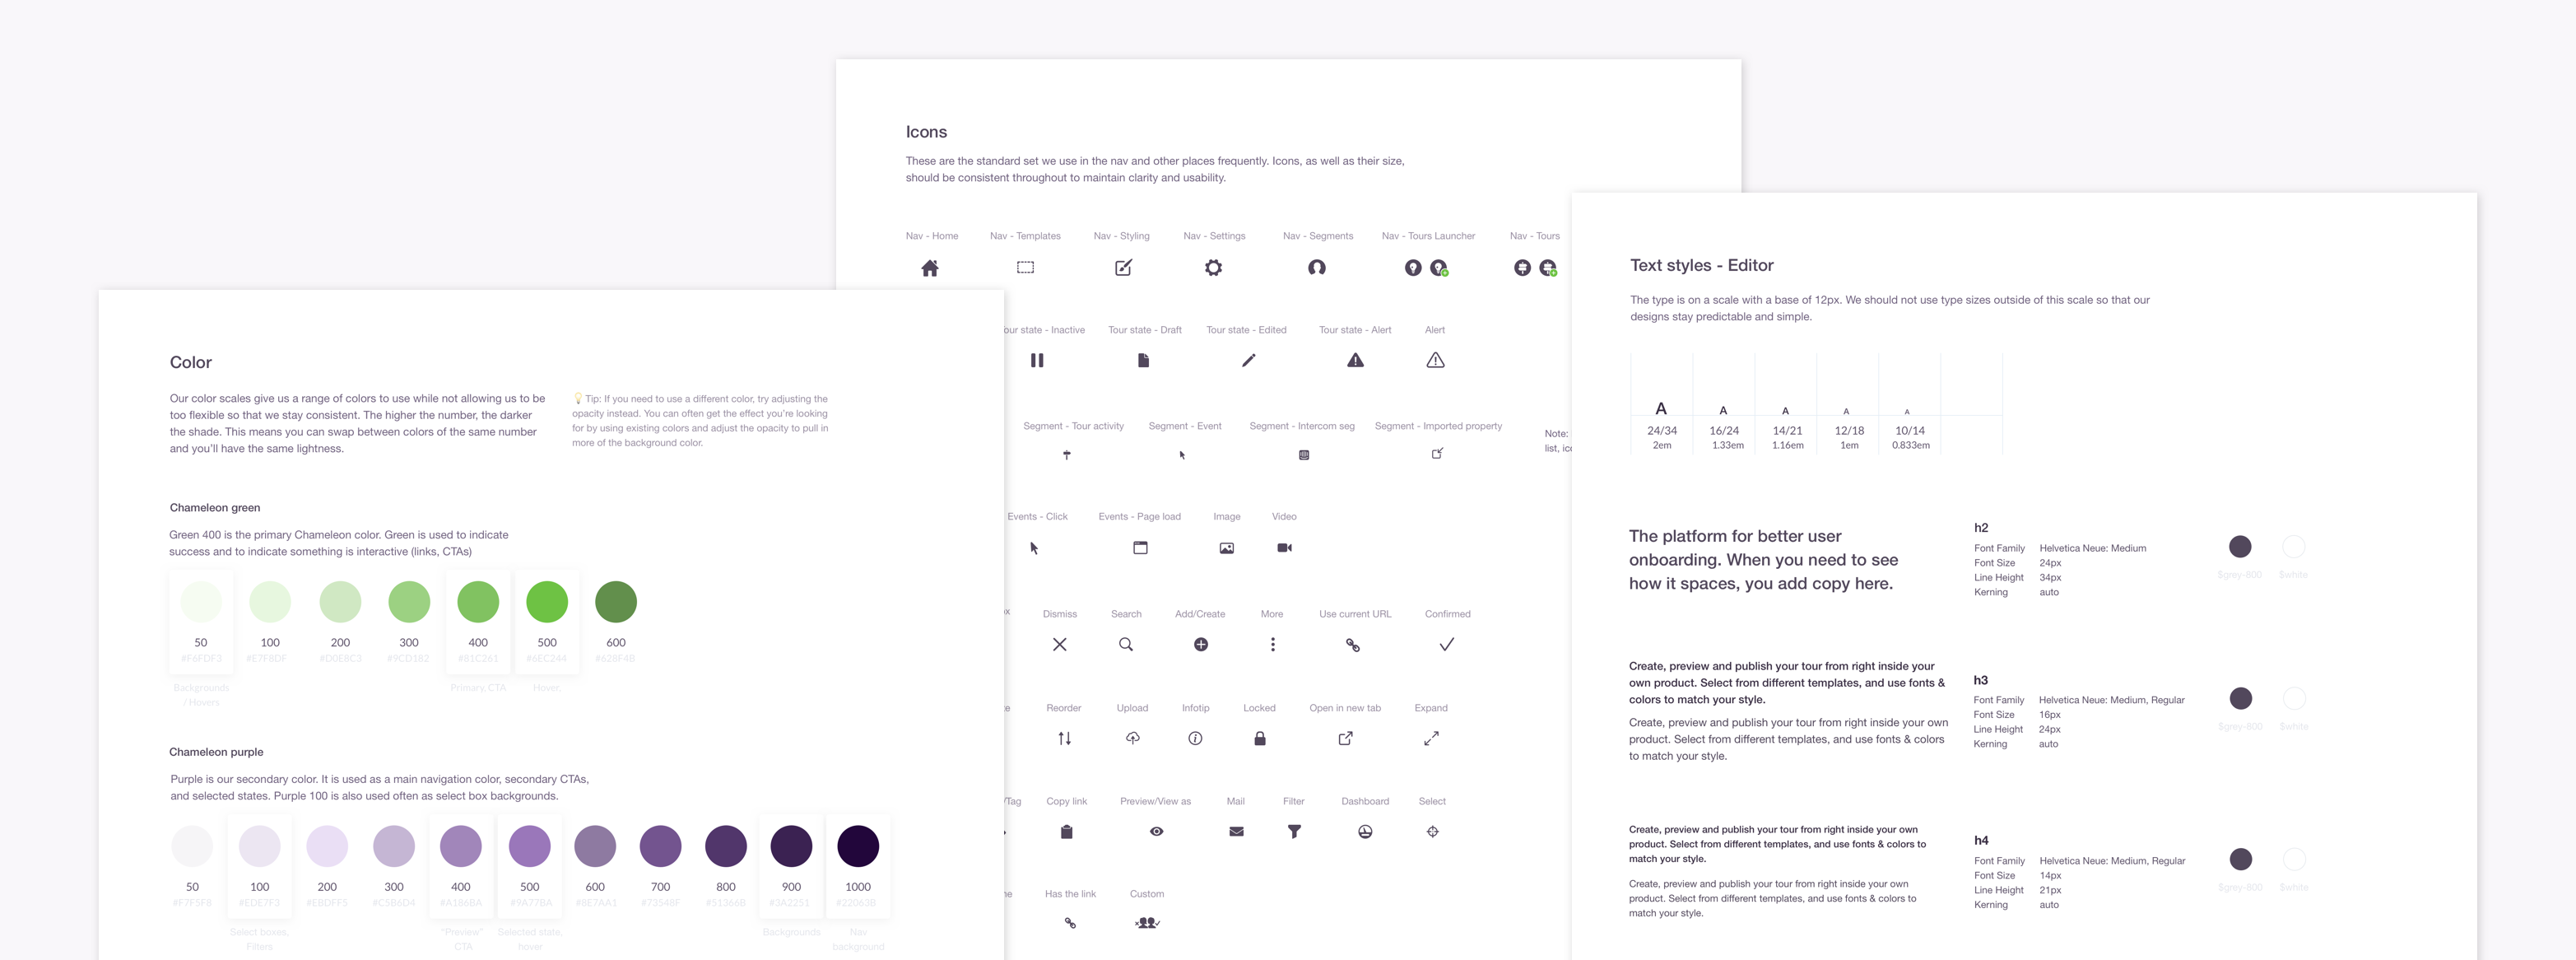 Icons
These are the standard set we use in the nav and other places frequently. Icons, as well as their size,
should be consistent throughout to maintain clarity and usability.
Nav - Home
Nav - Templates
Nav - Styling
Nav - Settings
Nav - Segments
Nav - Tours Launcher
Nav - Tours
our state - Inactive
Tour state - Draft
Tour state - Edited
Tour state - Alert
Alert
Segment - Tour activity
Segment - Event
Segment - Intercom seg
Segment - Imported property
Note:
list, ico
Events - Click
Events - Page load
Image
Video
Dismiss
Search
Add/Create
More
Use current URL
Confirmed
Reorder
Upload
Infotip
Locked
Open in new tab
Expand
/Tag
Copy link
Preview/View as
Mail
Filter
Dashboard
Select
Has the link
Custom
Color
Our color scales give us a range of colors to use while not allowing us to be
too flexible so that we stay consistent. The higher the number, the darker
the shade. This means you can swap between colors of the same number
and you'll have the same lightness.
💡 Tip: If you need to use a different color, try adjusting the
opacity instead. You can often get the effect you're looking
for by using existing colors and adjust the opacity to pull in
more of the background color.
Chameleon green
Green 400 is the primary Chameleon color. Green is used to indicate
success and to indicate something is interactive (links, CTAs)
50
100
200
300
400
500
600
#F6FDF3
#E7F8DF
#D0E8C3
#9CD182
#81C261
#6EC244
#628F4B
Backgrounds
/ Hovers
Primary, CTA
Hover,
Chameleon purple
Purple is our secondary color. It is used as a main navigation color, secondary CTAs,
and selected states. Purple 100 is also used often as select box backgrounds.
50
100
200
300
400
500
600
700
800
900
1000
#F7F5F8
#EDE7F3
#EBDFF5
#C5B6D4
#A186BA
#9A77BA
#8E7AA1
#73548F
#51366B
#3A2251
#22063B
Select boxes,
Filters
"Preview"
CTA
Selected state,
hover
Backgrounds
Nav
background
Text styles - Editor
The type is on a scale with a base of 12px. We should not use type sizes outside of this scale so that our
designs stay predictable and simple.
A
A
A
A
A
24/34
16/24
14/21
12/18
10/14
2em
1.33em
1.16em
1em
0.833em
The platform for better user
onboarding. When you need to see
how it spaces, you add copy here.
h2
Font Family Helvetica Neue: Medium
Font Size 24px
Line Height 34px
Kerning auto
$grey-800
$white
Create, preview and publish your tour from right inside your
own product. Select from different templates, and use fonts &
colors to match your style.
Create, preview and publish your tour from right inside your own
product. Select from different templates, and use fonts & colors
to match your style.
h3
Font Family Helvetica Neue: Medium, Regular
Font Size 16px
Line Height 24px
Kerning auto
$grey-800
$white
Create, preview and publish your tour from right inside your own
product. Select from different templates, and use fonts & colors to
match your style.
Create, preview and publish your tour from right inside your own
product. Select from different templates, and use fonts & colors to
match your style.
h4
Font Family Helvetica Neue: Medium, Regular
Font Size 14px
Line Height 21px
Kerning auto
$grey-800
$white